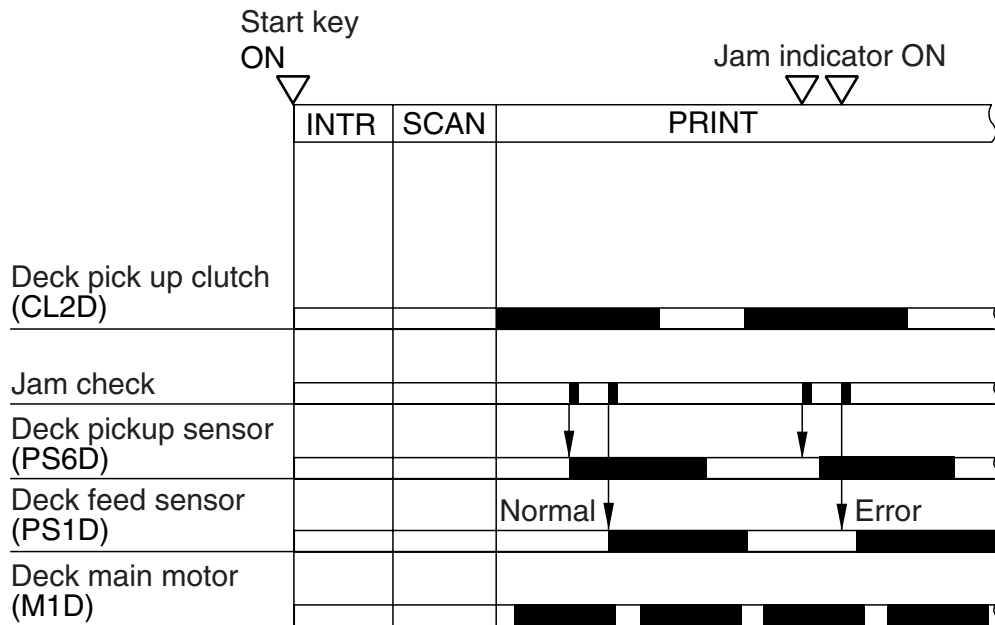 Start key
ON
Jam indicator ON
INTR SCAN PRINT
Deck pick up clutch
(CL2D)
Jam check
Deck pickup sensor
(PS6D)
Deck feed sensor
(PS1D)
Normal Error
Deck main motor
(M1D)